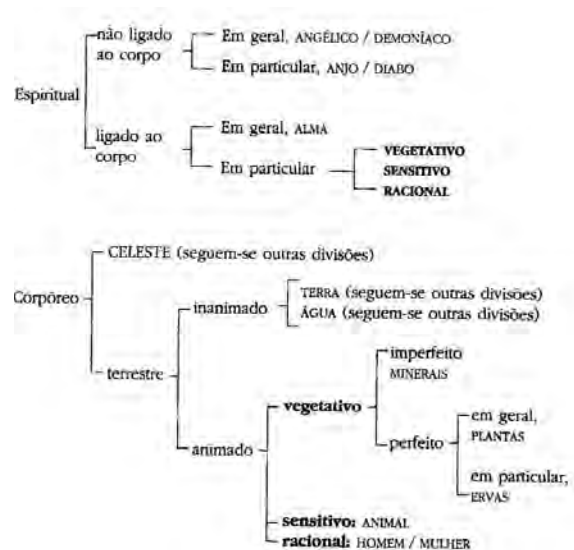 não ligado
ao corpo
Em geral, ANGÉLICO / DEMONÍACO
Em particular, ANJO / DIABO
Espiritual
ligado ao
corpo
Em geral, ALMA
Em particular
VEGETATIVO
SENSITIVO
RACIONAL
CELESTE (seguem-se outras divisões)
Corpóreo
inanimado
TERRA (seguem-se outras divisões)
ÁGUA (seguem-se outras divisões)
terrestre
imperfeito
MINERAIS
vegetativo
em geral,
PLANTAS
perfeito
animado
em particular,
ERVAS
sensitivo: ANIMAL
racional: HOMEM / MULHER